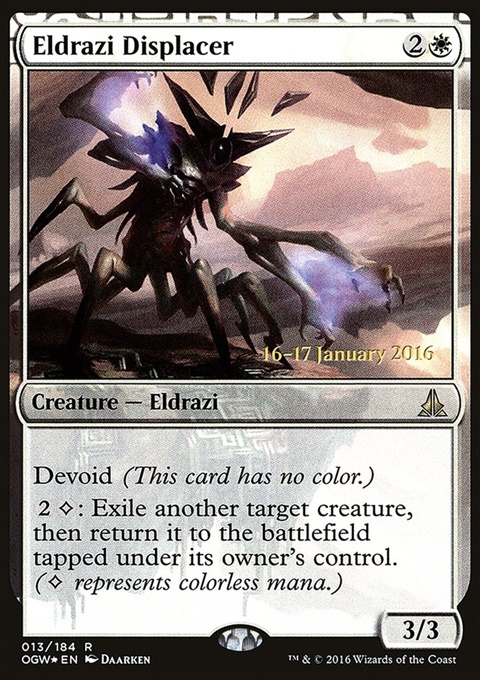 Eldrazi Displacer 2
16–17 January 2016
Creature — Eldrazi
Devoid (This card has no color.)
2 ◇: Exile another target creature,
then return it to the battlefield
tapped under its owner's control.
(◇ represents colorless mana.)
3/3
013/184 R
OGW★EN Daarken
™ & © 2016 Wizards of the Coast